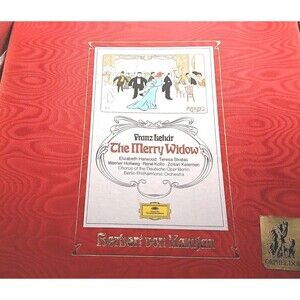 Franz Lehár
The Merry Widow
Elizabeth Harwood · Teresa Stratas
Werner Hollweg · René Kollo · Zoltan Kelemen
Chorus of the Deutsche Oper Berlin
Berlin Philharmonic Orchestra
Herbert von Karajan